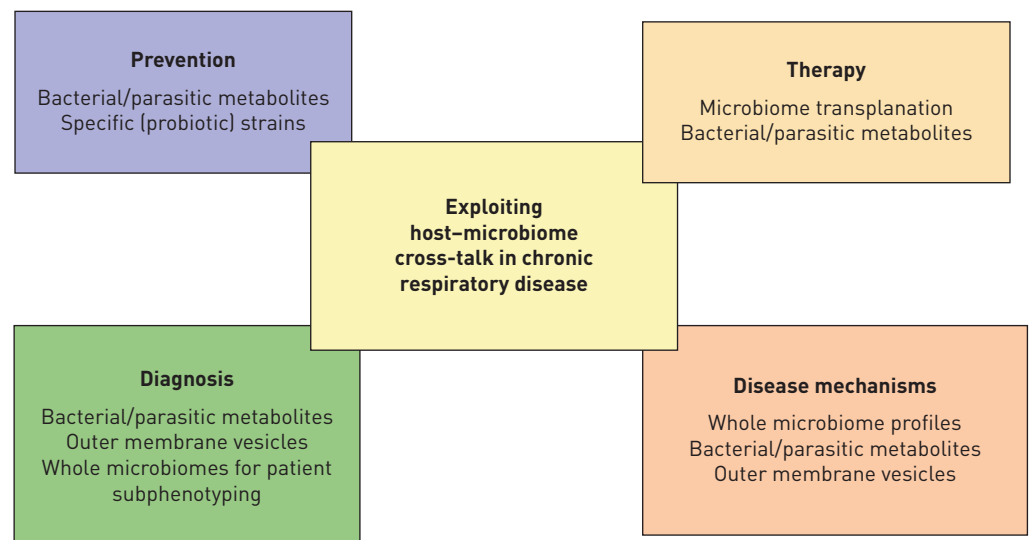 Prevention
Bacterial/parasitic metabolites
Specific (probiotic) strains
Therapy
Microbiome transplanation
Bacterial/parasitic metabolites
Exploiting
host–microbiome
cross-talk in chronic
respiratory disease
Diagnosis
Bacterial/parasitic metabolites
Outer membrane vesicles
Whole microbiomes for patient
subphenotyping
Disease mechanisms
Whole microbiome profiles
Bacterial/parasitic metabolites
Outer membrane vesicles